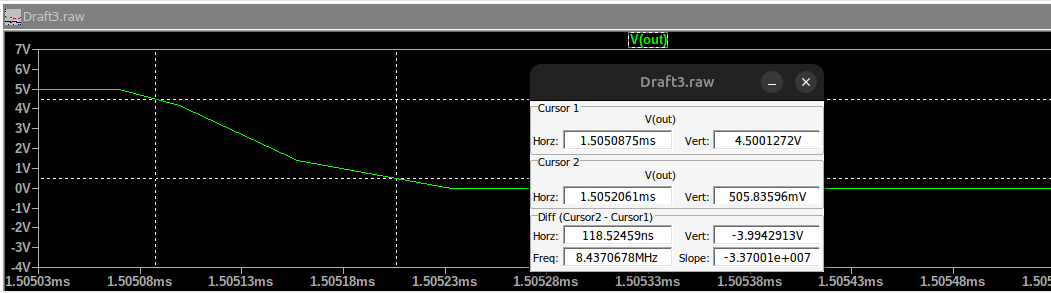 Draft3.raw
V(out)
7V
6V
5V
4V
3V
2V
1V
0V
-1V
-2V
-3V
-4V
1.50503ms 1.50508ms 1.50513ms 1.50518ms 1.50523ms 1.50528ms 1.50533ms 1.50538ms 1.50543ms 1.50548ms
Draft3.raw
Cursor 1
V(out)
Horz: 1.5050875ms Vert: 4.5001272V
Cursor 2
V(out)
Horz: 1.5052061ms Vert: 505.83596mV
Diff (Cursor2 - Cursor1)
Horz: 118.52459ns Vert: -3.9942913V
Freq: 8.4370678MHz Slope: -3.37001e+007